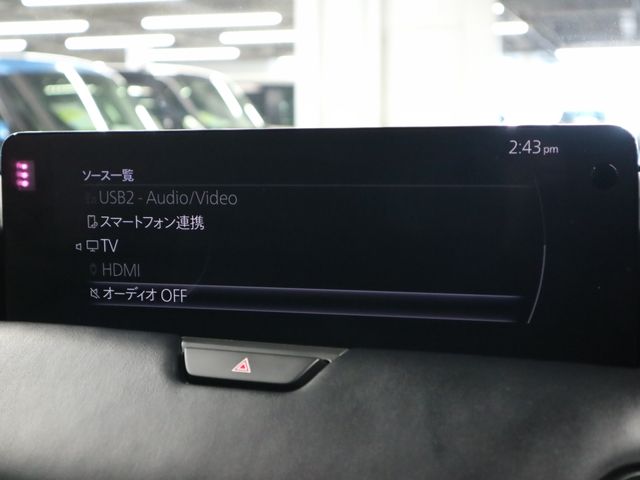 2:43 pm
ソース一覧
USB2 - Audio/Video
スマートフォン連携
TV
HDMI
オーディオ OFF